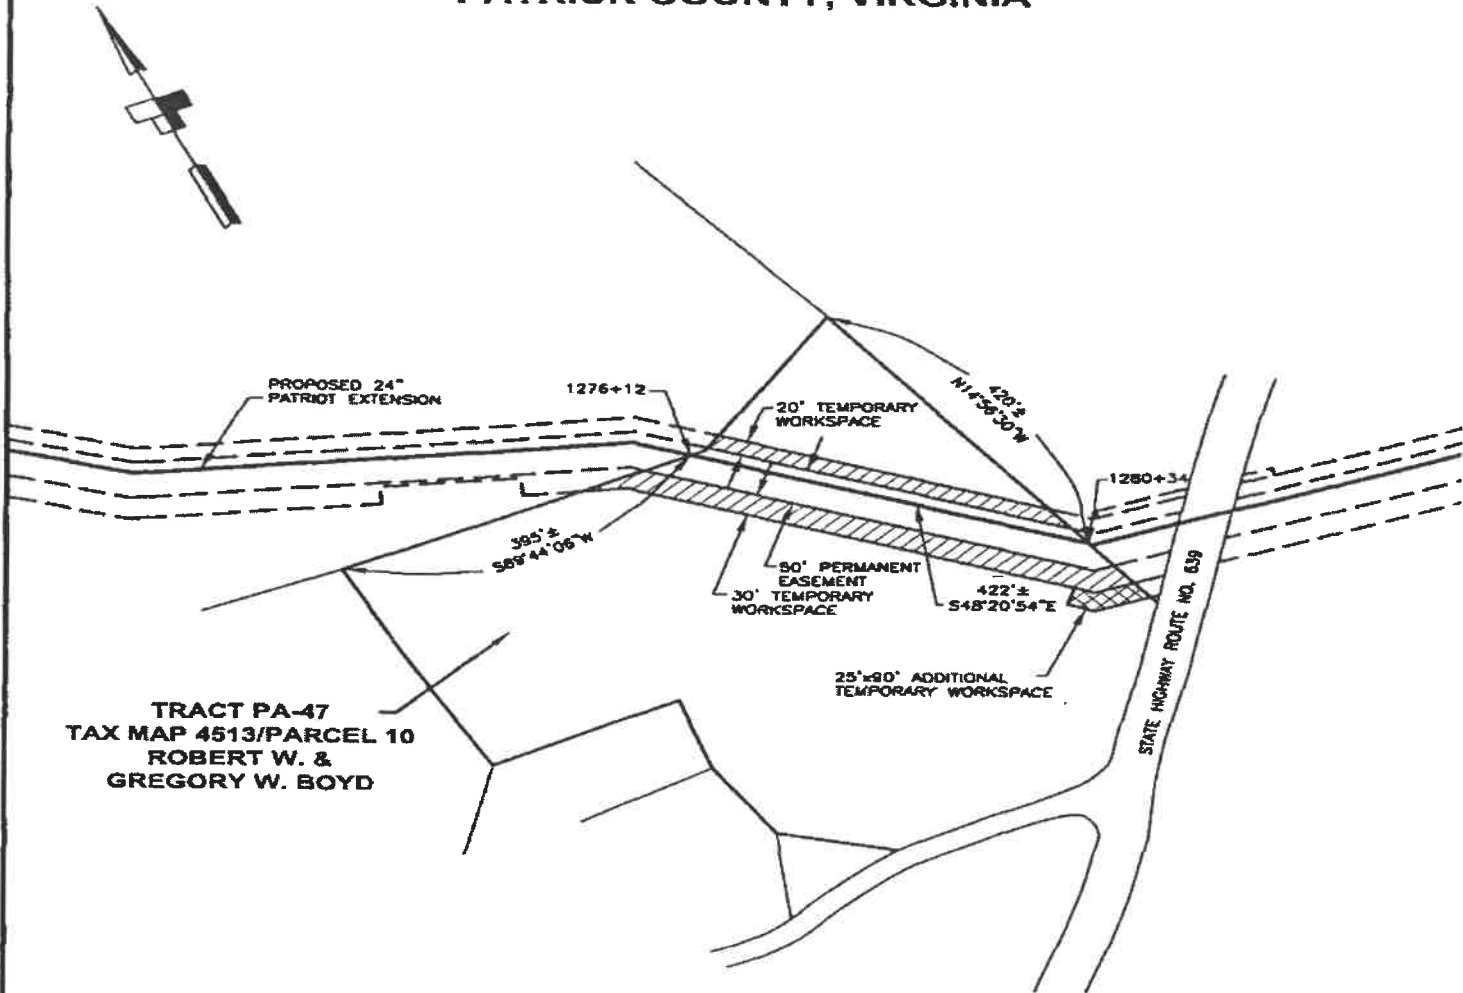 PATRICK COUNTY, VIRGINIA
PROPOSED 24"
PATRIOT EXTENSION
1276+12
20' TEMPORARY
WORKSPACE
420'±
N14°56'30"W
1280+34
395'±
S89°44'06"W
50' PERMANENT
EASEMENT
30' TEMPORARY
WORKSPACE
422'±
S48°20'54"E
25'x90' ADDITIONAL
TEMPORARY WORKSPACE
STATE HIGHWAY ROUTE NO. 639
TRACT PA-47
TAX MAP 4513/PARCEL 10
ROBERT W. &
GREGORY W. BOYD